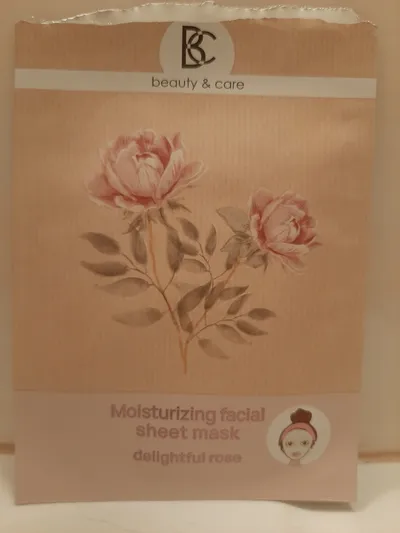 BC
beauty & care
Moisturizing facial
sheet mask
delightful rose